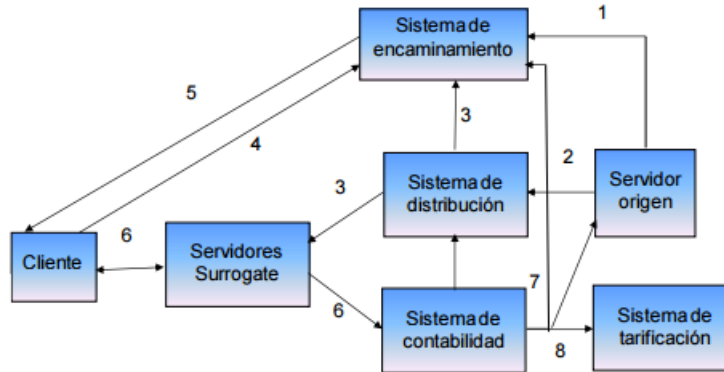 Sistema de
encaminamiento
1
5
4
3
2
Sistema de
distribución
Servidor
origen
3
6
Cliente
Servidores
Surrogate
6
7
Sistema de
contabilidad
8
Sistema de
tarificación